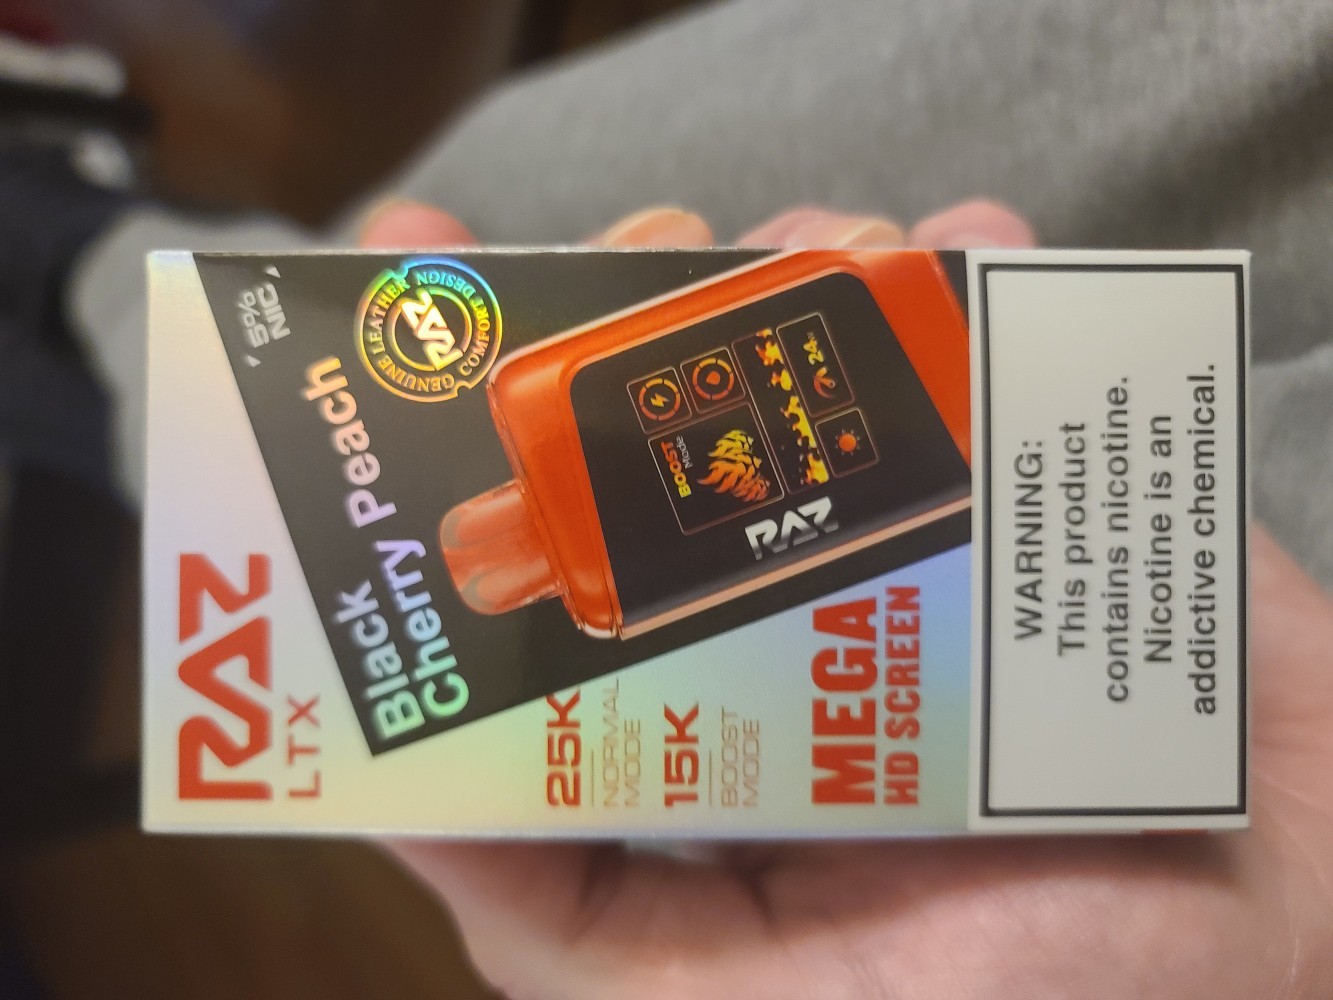 RAZ
LTX
5%
NIC
Black
Cherry Peach
GENUINE LEATHER
RAZ
COMFORT DESIGN
25K
NORMAL
MODE
15K
BOOST
MODE
BOOST
Mode
24
RAZ
MEGA
HD SCREEN
WARNING:
This product
contains nicotine.
Nicotine is an
addictive chemical.